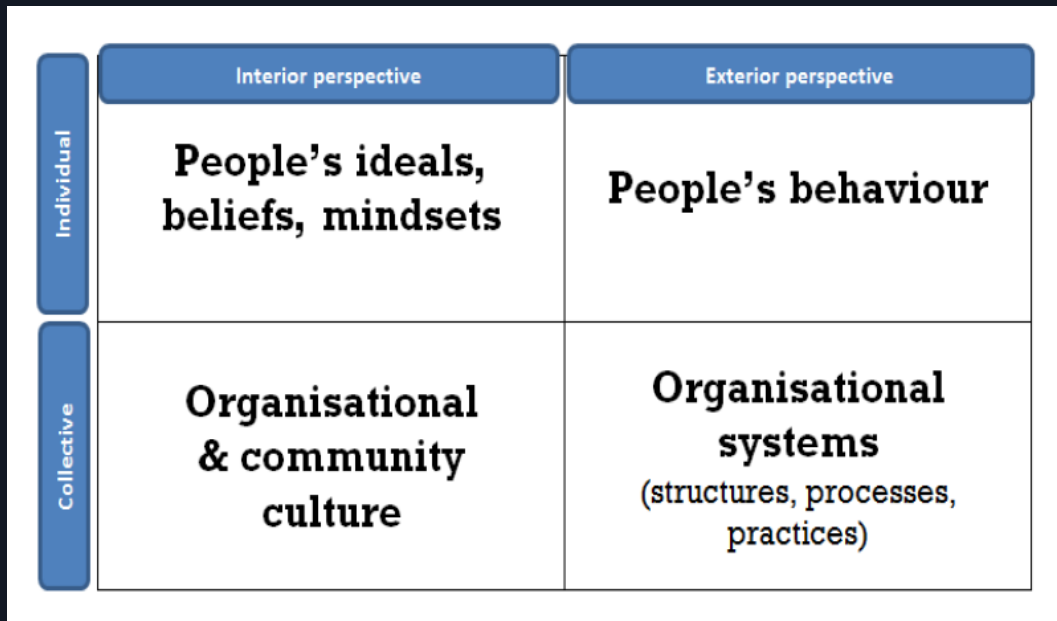 Interior perspective
Exterior perspective
Individual
People’s ideals,
beliefs, mindsets
People’s behaviour
Collective
Organisational
& community
culture
Organisational
systems
(structures, processes,
practices)